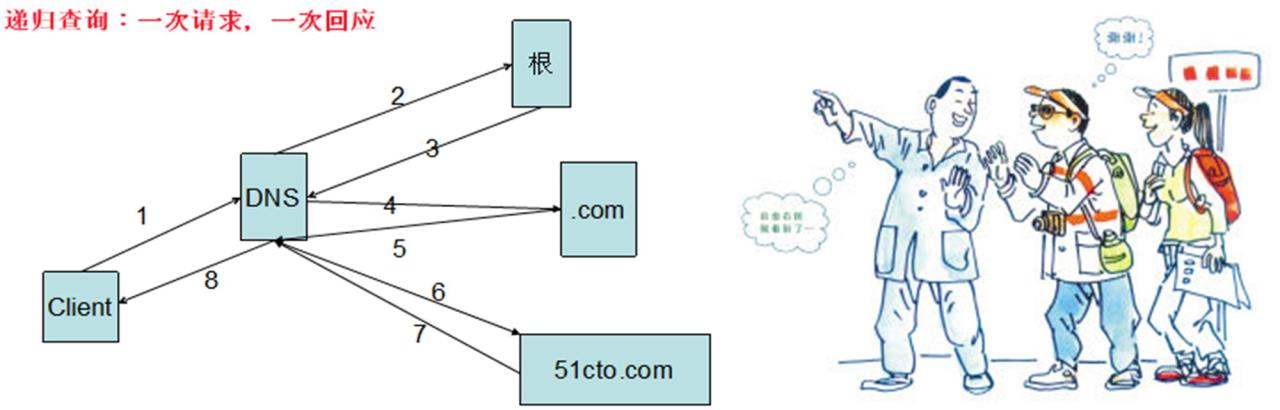 递归查询：一次请求，一次回应
根
2
3
DNS
.com
4
1
5
8
Client
6
7
51cto.com
谢谢！